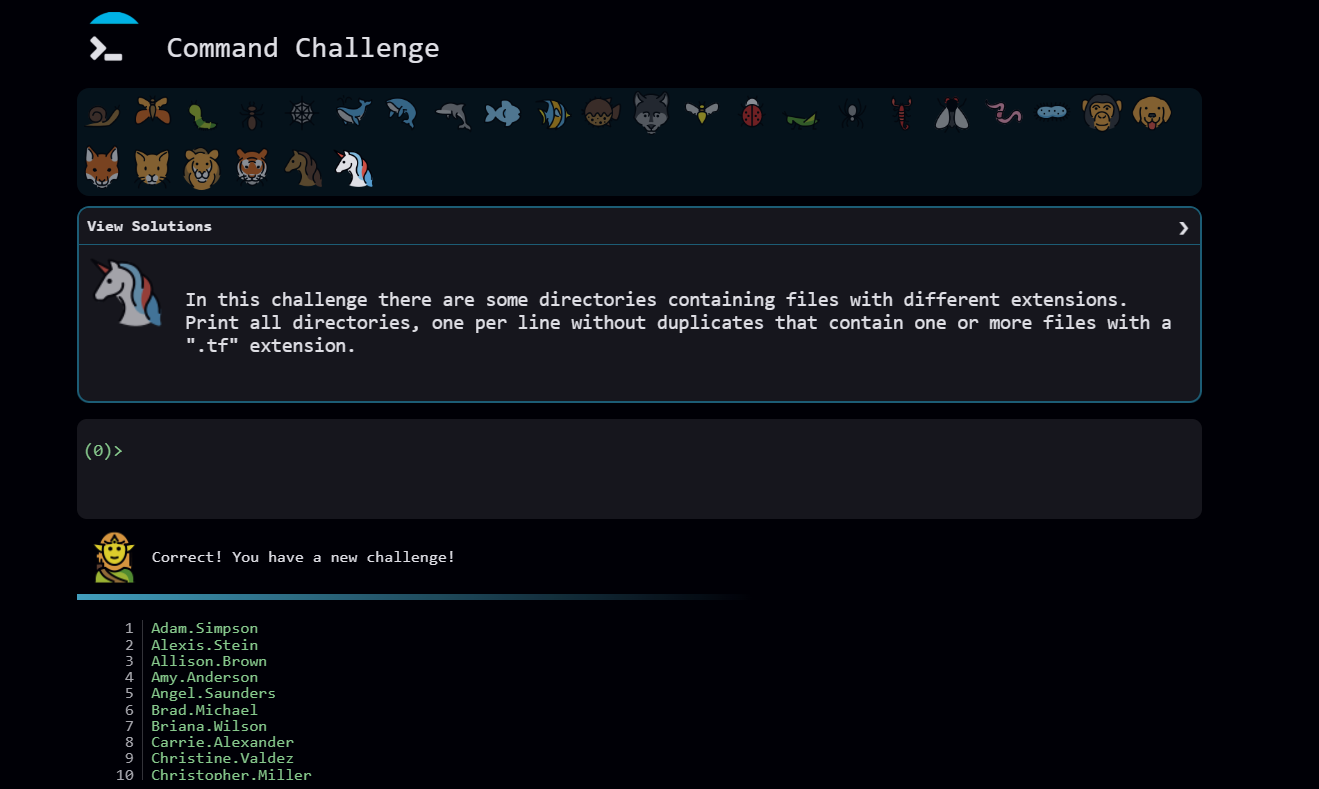 Command Challenge
View Solutions
In this challenge there are some directories containing files with different extensions.
Print all directories, one per line without duplicates that contain one or more files with a
".tf" extension.
(0)>
Correct! You have a new challenge!
1 Adam.Simpson
2 Alexis.Stein
3 Allison.Brown
4 Amy.Anderson
5 Angel.Saunders
6 Brad.Michael
7 Briana.Wilson
8 Carrie.Alexander
9 Christine.Valdez
10 Christopher.Miller